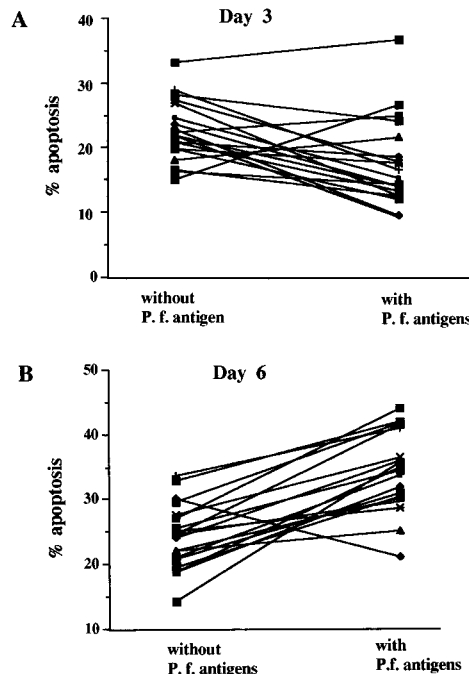 A
Day 3
40
30
20
10
0
% apoptosis
without
P. f. antigen
with
P. f. antigens
B
Day 6
50
40
30
20
10
% apoptosis
without
P. f. antigens
with
P.f. antigens